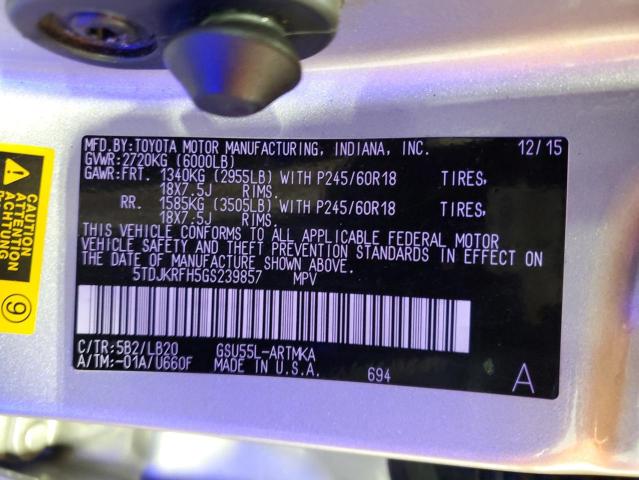 MFD.BY:TOYOTA MOTOR MANUFACTURING, INDIANA, INC. 12/15
GVWR:2720KG (6000LB)
GAWR:FRT. 1340KG (2955LB) WITH P245/60R18 TIRES,
18X7.5J RIMS.
RR. 1585KG (3505LB) WITH P245/60R18 TIRES,
18X7.5J RIMS.
THIS VEHICLE CONFORMS TO ALL APPLICABLE FEDERAL MOTOR
VEHICLE SAFETY AND THEFT PREVENTION STANDARDS IN EFFECT ON
THE DATE OF MANUFACTURE SHOWN ABOVE.
5TDJKRFH5GS239857 MPV
C/TR:5B2/LB20 GSU55L-ARTMKA
A/TM:-01A/U660F MADE IN U.S.A. 694 A
CAUTION
ATTENTION
ACHTUNG
9